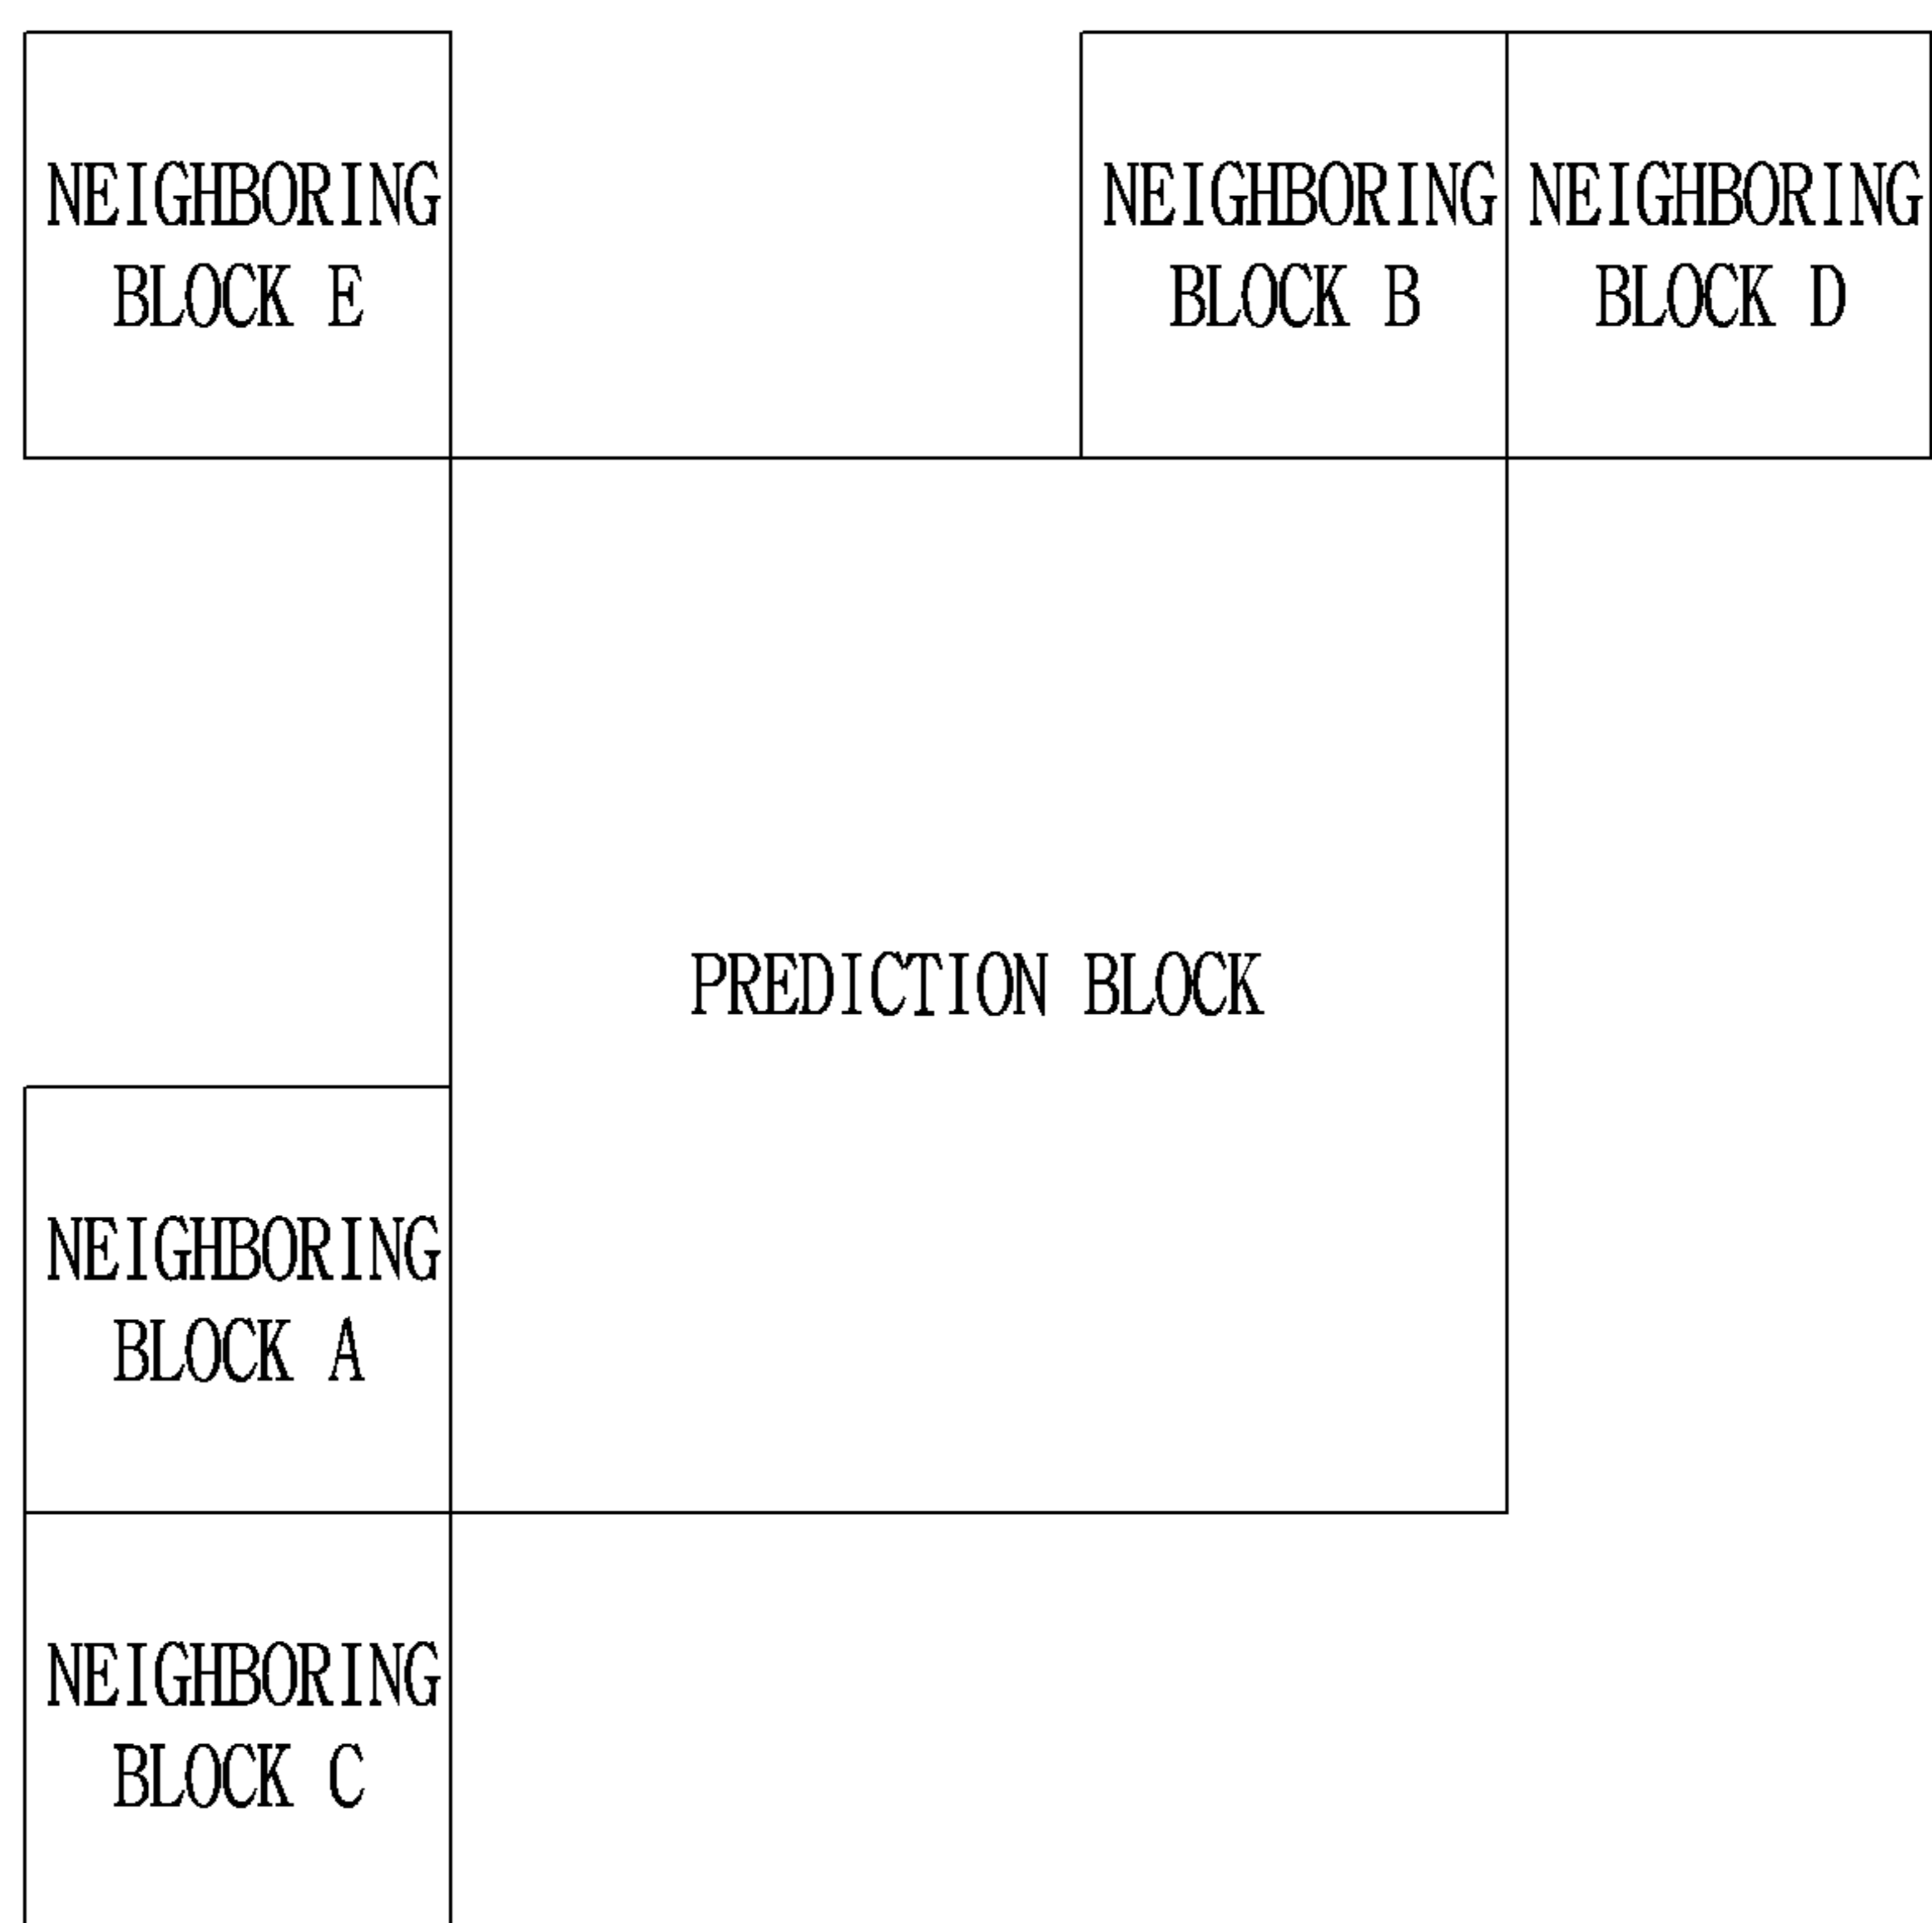 NEIGHBORING
BLOCK E
NEIGHBORING
BLOCK B
NEIGHBORING
BLOCK D
PREDICTION BLOCK
NEIGHBORING
BLOCK A
NEIGHBORING
BLOCK C